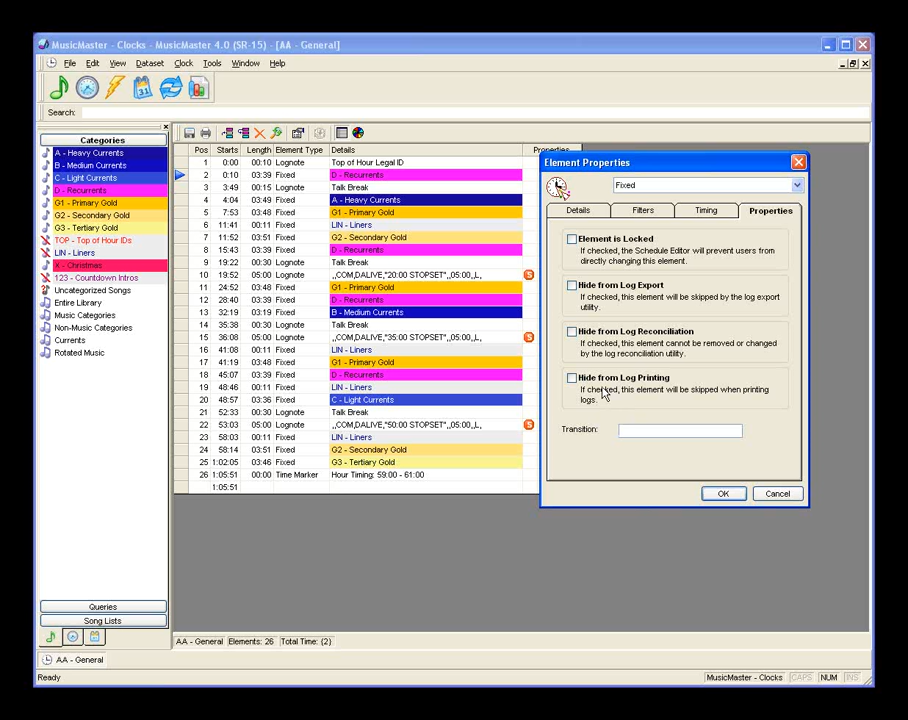 MusicMaster - Clocks - MusicMaster 4.0 (SR-15) - [AA - General]
File Edit View Dataset Clock Tools Window Help
31
Search:
Categories
A - Heavy Currents
B - Medium Currents
C - Light Currents
D - Recurrents
G1 - Primary Gold
G2 - Secondary Gold
G3 - Tertiary Gold
TOP - Top of Hour IDs
LIN - Liners
X - Christmas
123 - Countdown Intros
Uncategorized Songs
Entire Library
Music Categories
Non-Music Categories
Currents
Rotated Music
Queries
Song Lists
Pos Starts Length Element Type Details Properties
1 0:00 00:10 Lognote Top of Hour Legal ID
2 0:10 03:39 Fixed D - Recurrents
3 3:49 00:15 Lognote Talk Break
4 4:04 03:49 Fixed A - Heavy Currents
5 7:53 03:48 Fixed G1 - Primary Gold
6 11:41 00:11 Fixed LIN - Liners
7 11:52 03:51 Fixed G2 - Secondary Gold
8 15:43 03:39 Fixed D - Recurrents
9 19:22 00:30 Lognote Talk Break
10 19:52 05:00 Lognote ,,COM,DALIVE,"20:00 STOPSET",,05:00,,L, S
11 24:52 03:48 Fixed G1 - Primary Gold
12 28:40 03:39 Fixed D - Recurrents
13 32:19 03:19 Fixed B - Medium Currents
14 35:38 00:30 Lognote Talk Break
15 36:08 05:00 Lognote ,,COM,DALIVE,"35:00 STOPSET",,05:00,,L, S
16 41:08 00:11 Fixed LIN - Liners
17 41:19 03:48 Fixed G1 - Primary Gold
18 45:07 03:39 Fixed D - Recurrents
19 48:46 00:11 Fixed LIN - Liners
20 48:57 03:36 Fixed C - Light Currents
21 52:33 00:30 Lognote Talk Break
22 53:03 05:00 Lognote ,,COM,DALIVE,"50:00 STOPSET",,05:00,,L, S
23 58:03 00:11 Fixed LIN - Liners
24 58:14 03:51 Fixed G2 - Secondary Gold
25 1:02:05 03:46 Fixed G3 - Tertiary Gold
26 1:05:51 00:00 Time Marker Hour Timing: 59:00 - 61:00
1:05:51
Element Properties
Fixed
Details Filters Timing Properties
Element is Locked
If checked, the Schedule Editor will prevent users from
directly changing this element.
Hide from Log Export
If checked, this element will be skipped by the log export
utility.
Hide from Log Reconciliation
If checked, this element cannot be removed or changed
by the log reconciliation utility.
Hide from Log Printing
If checked, this element will be skipped when printing
logs.
Transition:
OK Cancel
AA - General Elements: 26 Total Time: (2)
AA - General
Ready MusicMaster - Clocks CAPS NUM INS